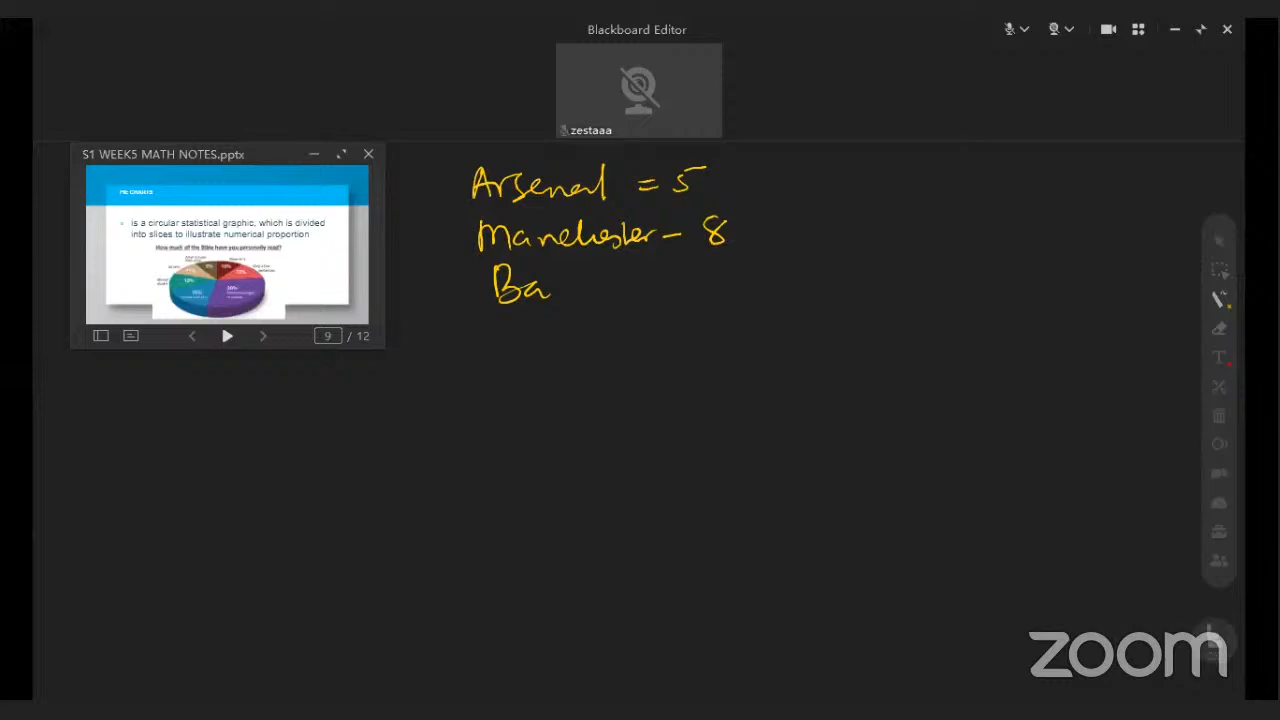 Blackboard Editor
zestaaa
S1 WEEK5 MATH NOTES.pptx
PIE CHARTS
is a circular statistical graphic, which is divided
into slices to illustrate numerical proportion
How much of the Bible have you personally read?
9 / 12
Arsenal = 5
Manchester - 8
Ba
zoom